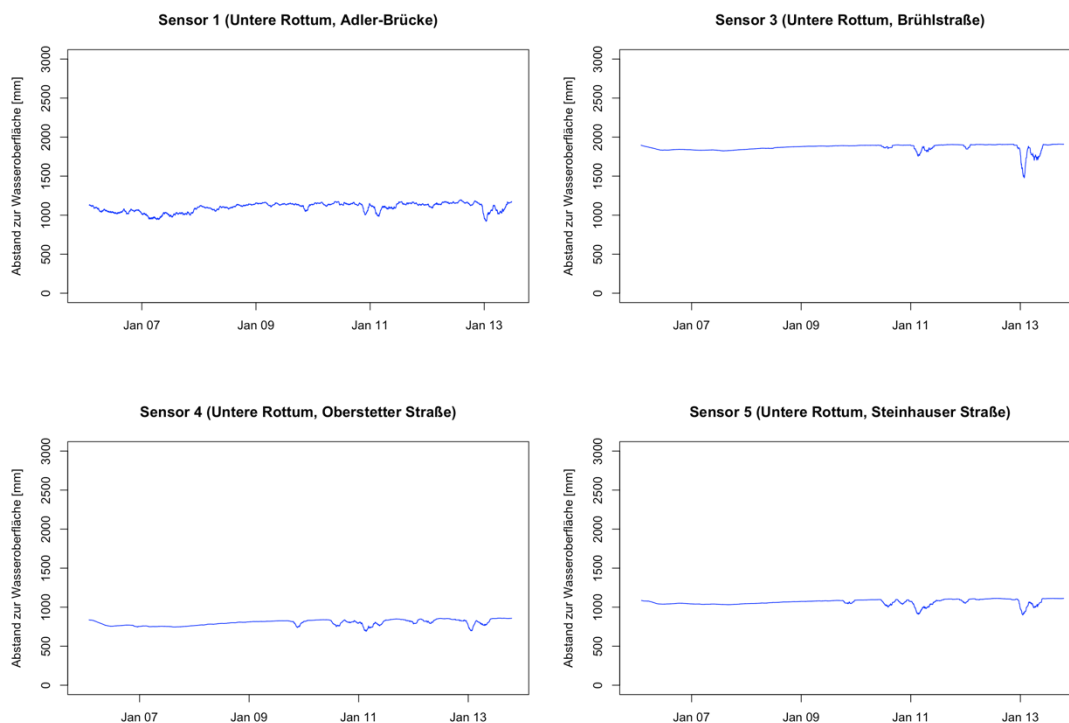 Sensor 1 (Untere Rottum, Adler-Brücke)
Abstand zur Wasseroberfläche [mm]
3000
2500
2000
1500
1000
500
0
Jan 07 Jan 09 Jan 11 Jan 13
Sensor 3 (Untere Rottum, Brühlstraße)
Abstand zur Wasseroberfläche [mm]
3000
2500
2000
1500
1000
500
0
Jan 07 Jan 09 Jan 11 Jan 13
Sensor 4 (Untere Rottum, Oberstetter Straße)
Abstand zur Wasseroberfläche [mm]
3000
2500
2000
1500
1000
500
0
Jan 07 Jan 09 Jan 11 Jan 13
Sensor 5 (Untere Rottum, Steinhauser Straße)
Abstand zur Wasseroberfläche [mm]
3000
2500
2000
1500
1000
500
0
Jan 07 Jan 09 Jan 11 Jan 13